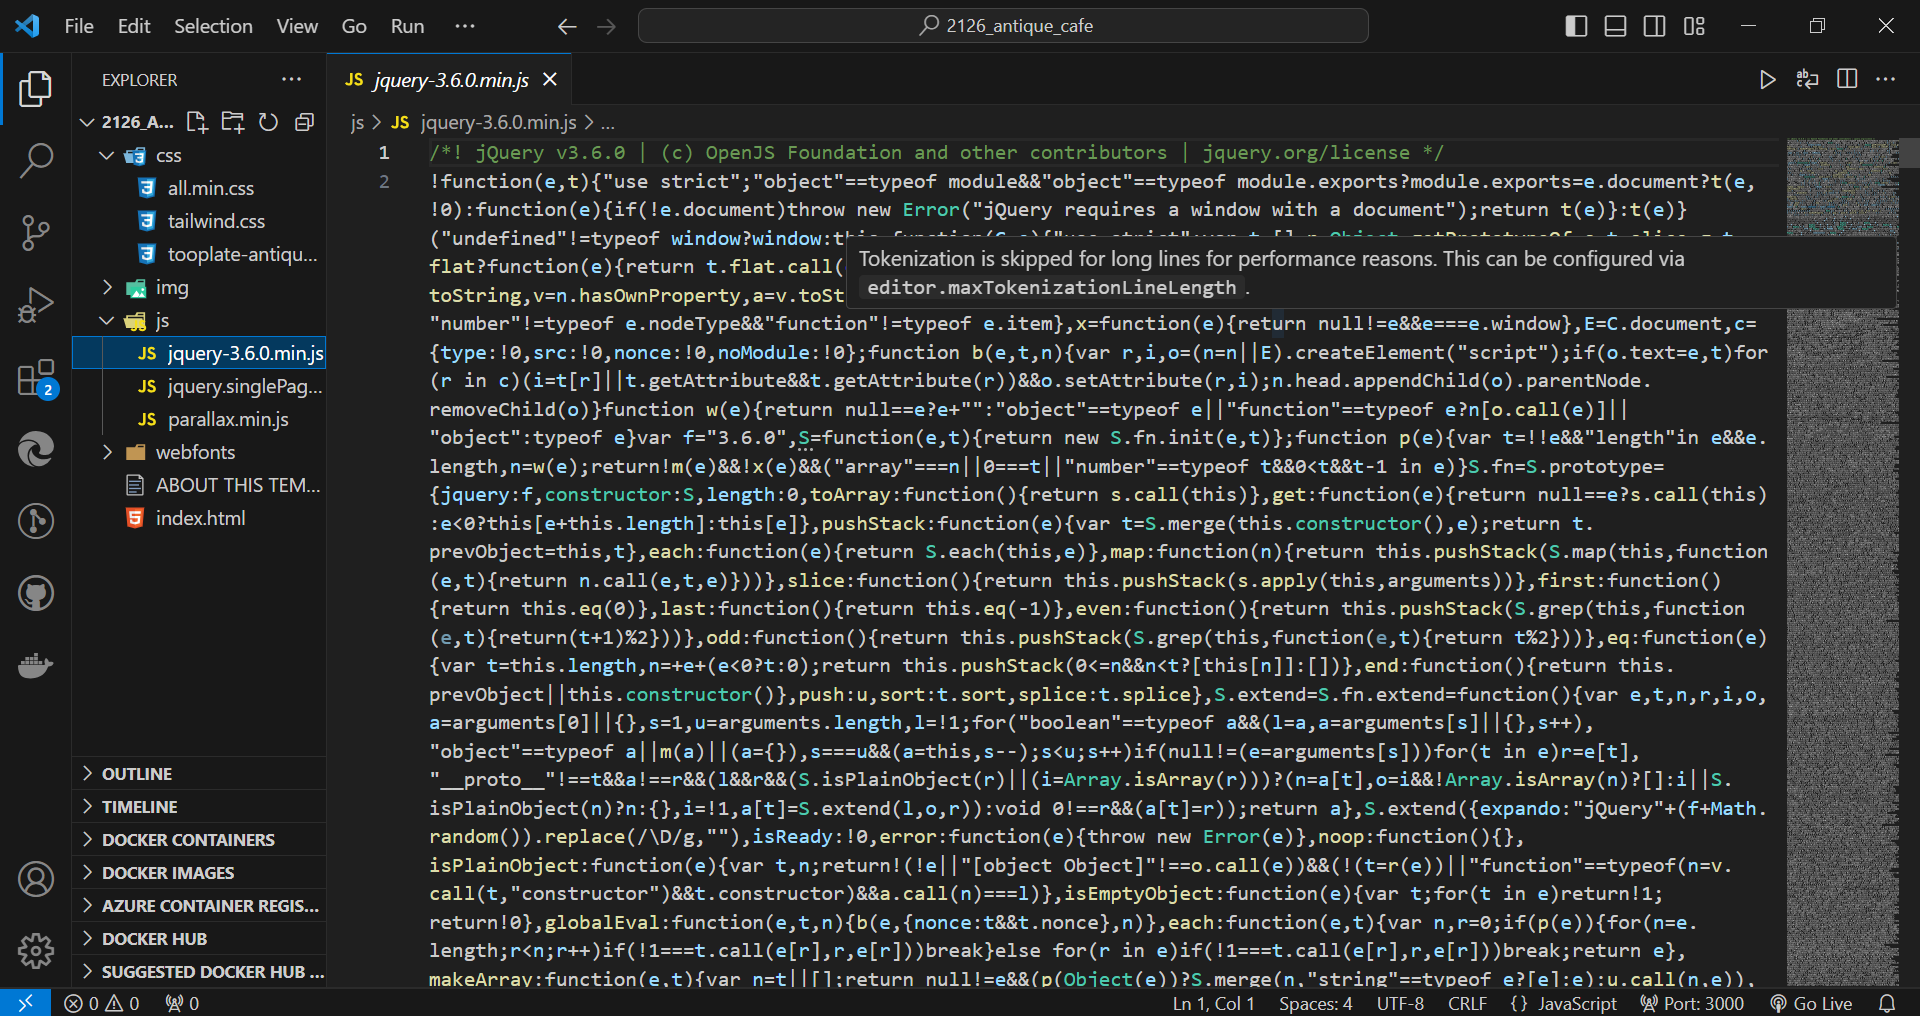 File Edit Selection View Go Run ···
2126_antique_cafe
EXPLORER
2126_A...
css
all.min.css
tailwind.css
tooplate-antiqu...
img
js
JS jquery-3.6.0.min.js
JS jquery.singlePag...
JS parallax.min.js
webfonts
ABOUT THIS TEM...
index.html
OUTLINE
TIMELINE
DOCKER CONTAINERS
DOCKER IMAGES
AZURE CONTAINER REGIS...
DOCKER HUB
SUGGESTED DOCKER HUB ...
2
JS jquery-3.6.0.min.js
js > JS jquery-3.6.0.min.js > ...
1 /*! jQuery v3.6.0 | (c) OpenJS Foundation and other contributors | jquery.org/license */
2 !function(e,t){"use strict";"object"==typeof module&&"object"==typeof module.exports?module.exports=e.document?t(e,
!0):function(e){if(!e.document)throw new Error("jQuery requires a window with a document");return t(e)}:t(e)}
("undefined"!=typeof window?window:th
flat?function(e){return t.flat.call(
toString,v=n.hasOwnProperty,a=v.toSt
Tokenization is skipped for long lines for performance reasons. This can be configured via
editor.maxTokenizationLineLength.
"number"!=typeof e.nodeType&&"function"!=typeof e.item},x=function(e){return null!=e&&e===e.window},E=C.document,c=
{type:!0,src:!0,nonce:!0,noModule:!0};function b(e,t,n){var r,i,o=(n=n||E).createElement("script");if(o.text=e,t)for
(r in c)(i=t[r]||t.getAttribute&&t.getAttribute(r))&&o.setAttribute(r,i);n.head.appendChild(o).parentNode.
removeChild(o)}function w(e){return null==e?e+"":"object"==typeof e||"function"==typeof e?n[o.call(e)]||
"object":typeof e}var f="3.6.0",S=function(e,t){return new S.fn.init(e,t)};function p(e){var t=!!e&&"length"in e&&e.
length,n=w(e);return!m(e)&&!x(e)&&("array"===n||0===t||"number"==typeof t&&0<t&&t-1 in e)}S.fn=S.prototype=
{jquery:f,constructor:S,length:0,toArray:function(){return s.call(this)},get:function(e){return null==e?s.call(this)
:e<0?this[e+this.length]:this[e]},pushStack:function(e){var t=S.merge(this.constructor(),e);return t.
prevObject=this,t},each:function(e){return S.each(this,e)},map:function(n){return this.pushStack(S.map(this,function
(e,t){return n.call(e,t,e)}))},slice:function(){return this.pushStack(s.apply(this,arguments))},first:function()
{return this.eq(0)},last:function(){return this.eq(-1)},even:function(){return this.pushStack(S.grep(this,function
(e,t){return(t+1)%2}))},odd:function(){return this.pushStack(S.grep(this,function(e,t){return t%2}))},eq:function(e)
{var t=this.length,n=+e+(e<0?t:0);return this.pushStack(0<=n&&n<t?[this[n]]:[])},end:function(){return this.
prevObject||this.constructor()},push:u,sort:t.sort,splice:t.splice},S.extend=S.fn.extend=function(){var e,t,n,r,i,o,
a=arguments[0]||{},s=1,u=arguments.length,l=!1;for("boolean"==typeof a&&(l=a,a=arguments[s]||{},s++),
"object"==typeof a||m(a)||(a={}),s===u&&(a=this,s--);s<u;s++)if(null!=(e=arguments[s]))for(t in e)r=e[t],
"__proto__"!==t&&a!==r&&(l&&r&&(S.isPlainObject(r)||(i=Array.isArray(r)))?(n=a[t],o=i&&!Array.isArray(n)?[]:i||S.
isPlainObject(n)?n:{},i=!1,a[t]=S.extend(l,o,r)):void 0!==r&&(a[t]=r));return a},S.extend({expando:"jQuery"+(f+Math.
random()).replace(/\D/g,""),isReady:!0,error:function(e){throw new Error(e)},noop:function(){},
isPlainObject:function(e){var t,n;return!(!e||"[object Object]"!==o.call(e))&&(!(t=r(e))||"function"==typeof(n=v.
call(t,"constructor")&&t.constructor)&&a.call(n)===l)},isEmptyObject:function(e){var t;for(t in e)return!1;
return!0},globalEval:function(e,t,n){b(e,{nonce:t&&t.nonce},n)},each:function(e,t){var n,r=0;if(p(e)){for(n=e.
length;r<n;r++)if(!1===t.call(e[r],r,e[r]))break}else for(r in e)if(!1===t.call(e[r],r,e[r]))break;return e},
makeArray:function(e,t){var n=t||[];return null!=e&&(p(Object(e))?S.merge(n,"string"==typeof e?[e]:e):u.call(n,e)),
0 0 0
Ln 1, Col 1 Spaces: 4 UTF-8 CRLF {} JavaScript Port: 3000 Go Live